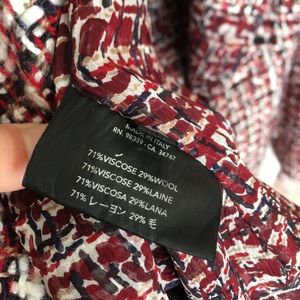 MADE IN ITALY
RN. 98339 . CA 34767
71%VISCOSE 29%WOOL
71%VISCOSE 29%LAINE
71%VISCOSA 29%LANA
71% レーヨン 29% 毛